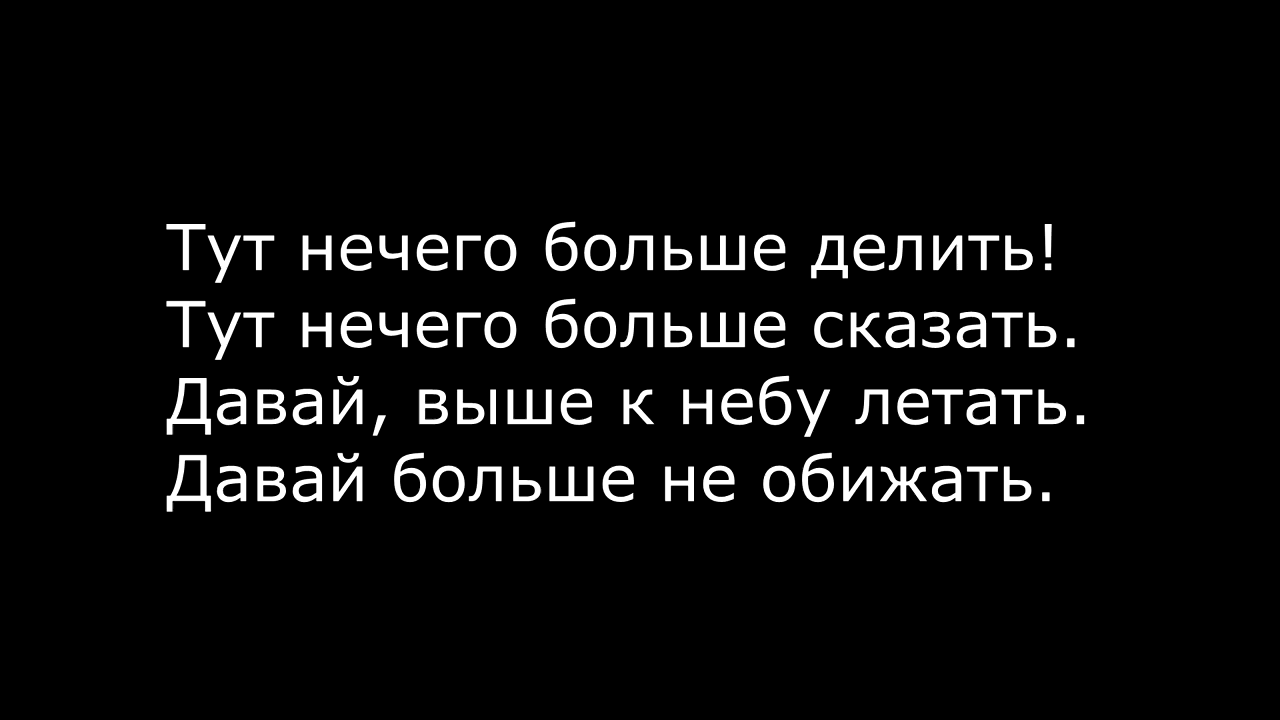 Тут нечего больше делить!
Тут нечего больше сказать.
Давай, выше к небу летать.
Давай больше не обижать.